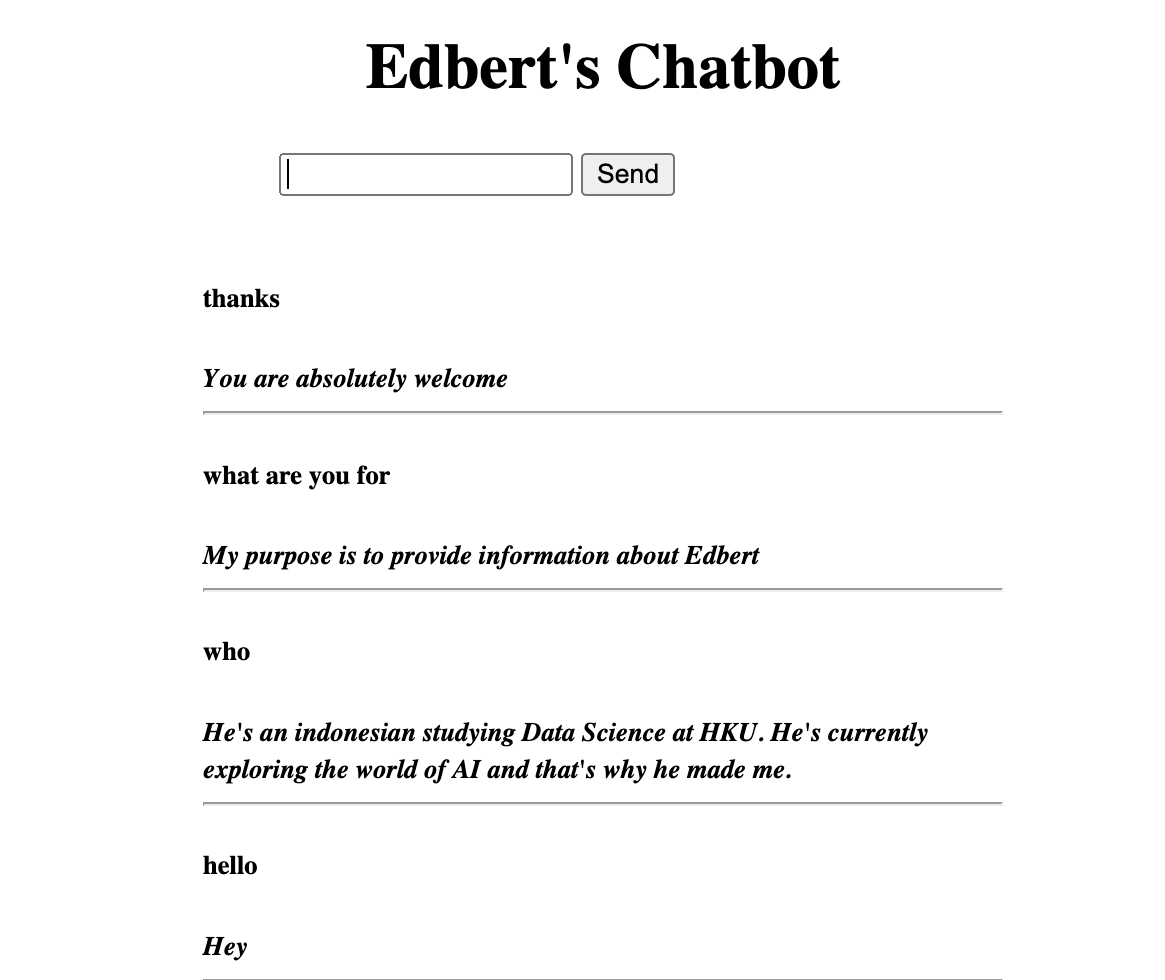 Edbert's Chatbot
Send
thanks
You are absolutely welcome
what are you for
My purpose is to provide information about Edbert
who
He's an indonesian studying Data Science at HKU. He's currently
exploring the world of AI and that's why he made me.
hello
Hey